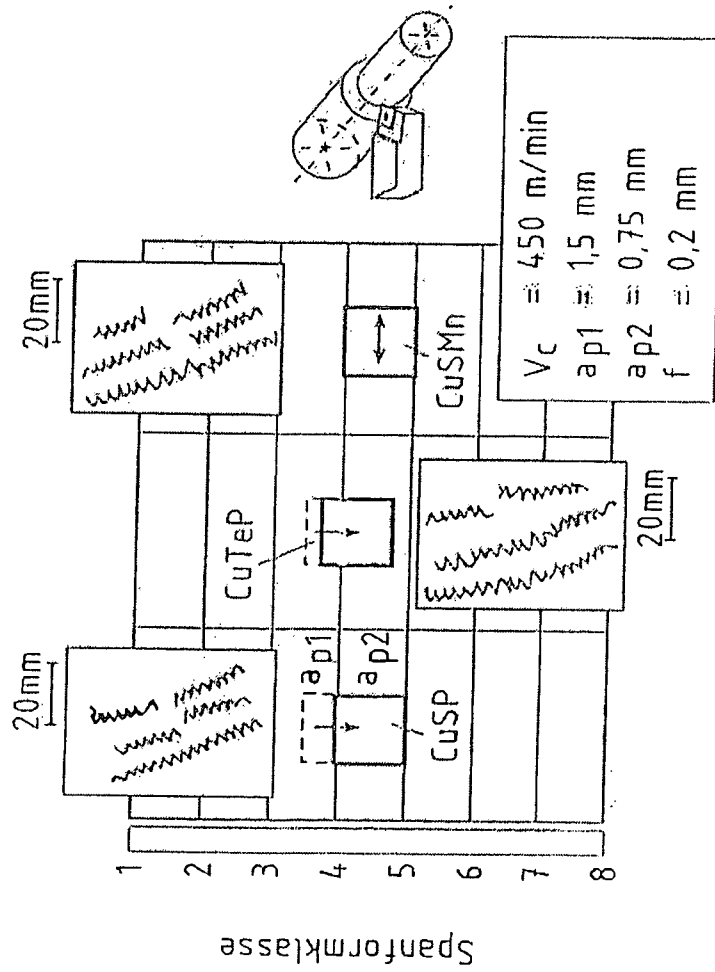 Spanformklasse
1
2
3
4
5
6
7
8
20mm
20mm
20mm
ap1
ap2
CuSP
CuTeP
CuSMn
Vc = 450 m/min
ap1 = 1,5 mm
ap2 = 0,75 mm
f = 0,2 mm